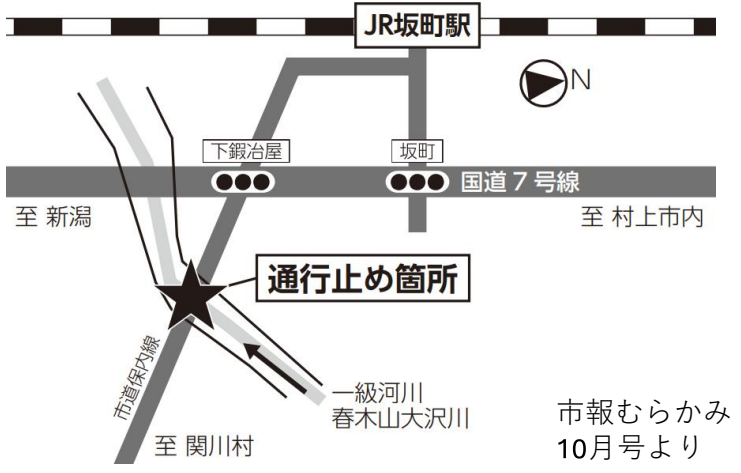 JR坂町駅
N
下鍛冶屋
坂町
国道7号線
至 新潟
至 村上市内
通行止め箇所
市道保内線
一級河川
春木山大沢川
至 関川村
市報むらかみ
10月号より